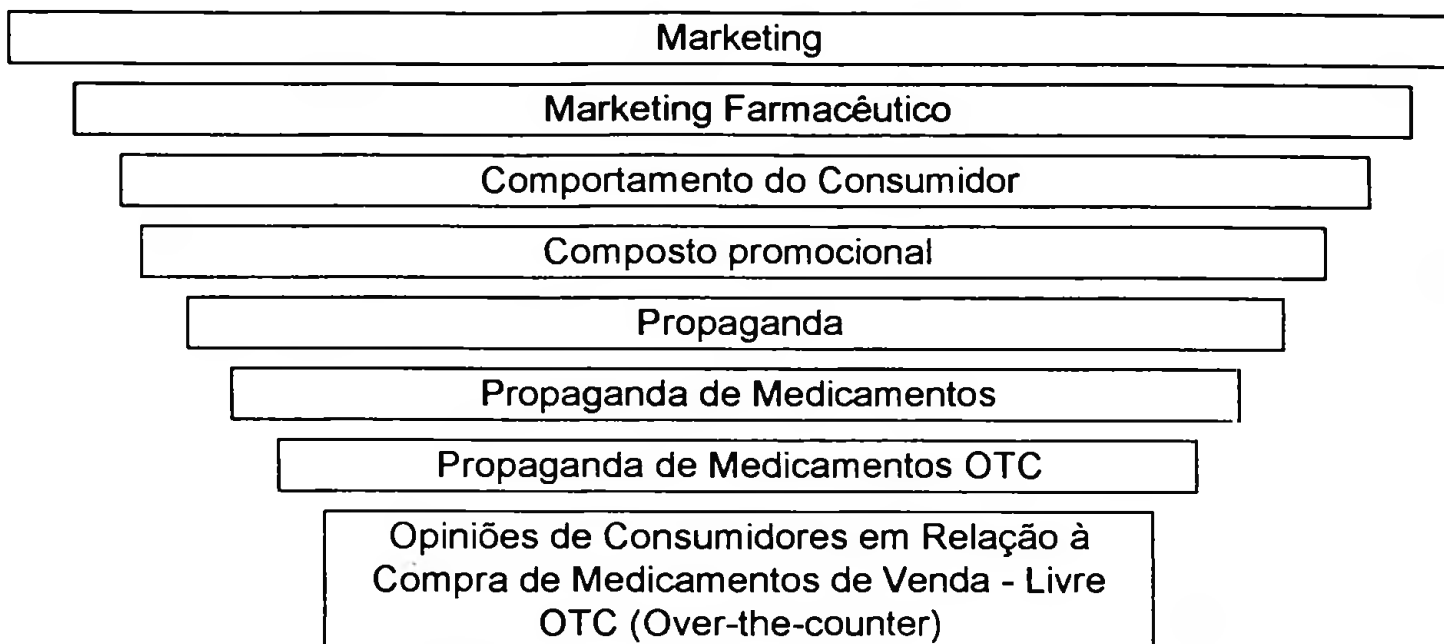 Marketing
Marketing Farmacêutico
Comportamento do Consumidor
Composto promocional
Propaganda
Propaganda de Medicamentos
Propaganda de Medicamentos OTC
Opiniões de Consumidores em Relação à
Compra de Medicamentos de Venda - Livre
OTC (Over-the-counter)